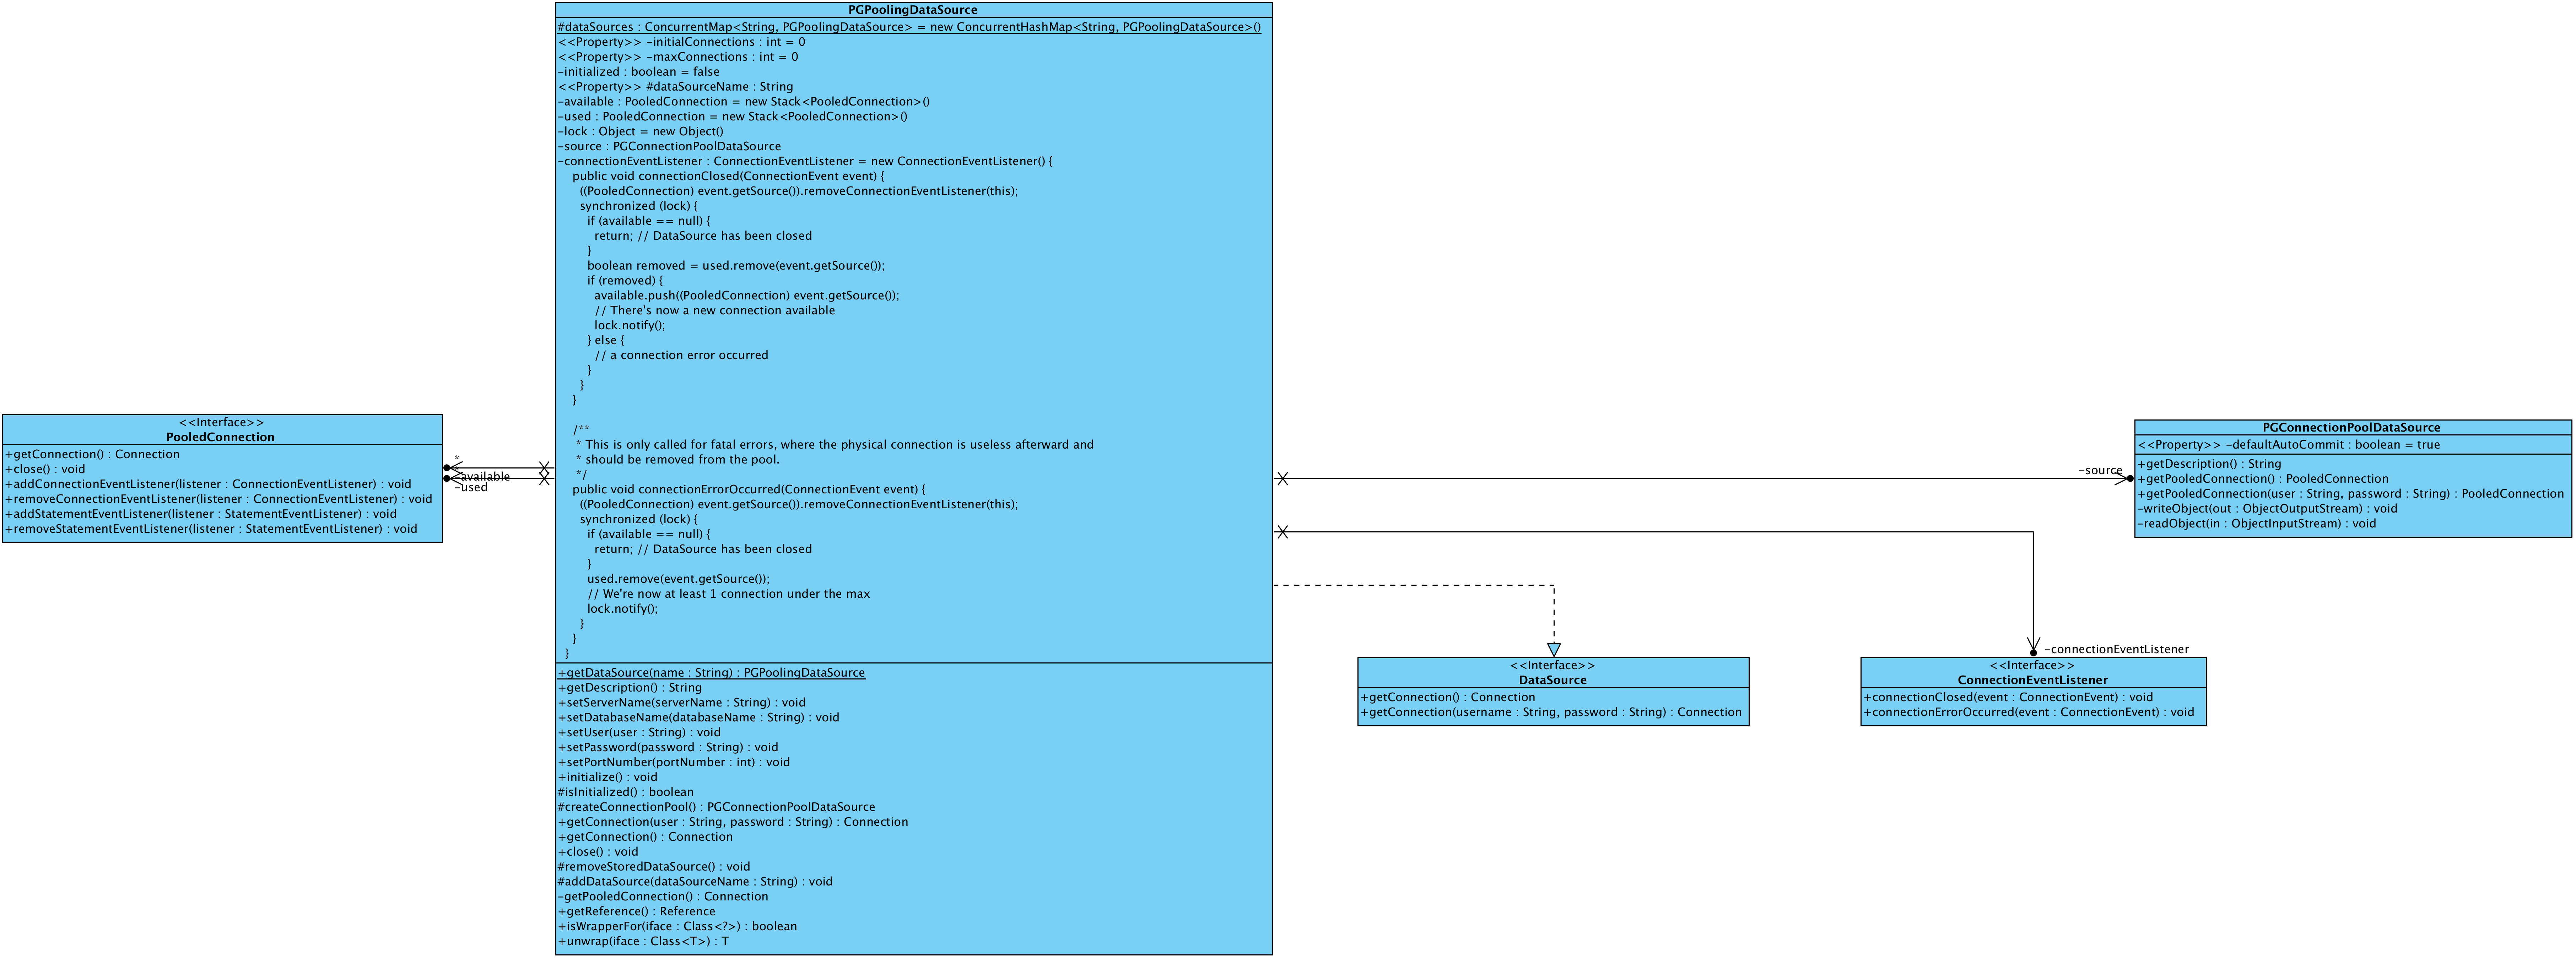 PGPoolingDataSource
#dataSources : ConcurrentMap<String, PGPoolingDataSource> = new ConcurrentHashMap<String, PGPoolingDataSource>()
<<Property>> -initialConnections : int = 0
<<Property>> -maxConnections : int = 0
-initialized : boolean = false
<<Property>> #dataSourceName : String
-available : PooledConnection = new Stack<PooledConnection>()
-used : PooledConnection = new Stack<PooledConnection>()
-lock : Object = new Object()
-source : PGConnectionPoolDataSource
-connectionEventListener : ConnectionEventListener = new ConnectionEventListener() {
public void connectionClosed(ConnectionEvent event) {
((PooledConnection) event.getSource()).removeConnectionEventListener(this);
synchronized (lock) {
if (available == null) {
return; // DataSource has been closed
}
boolean removed = used.remove(event.getSource());
if (removed) {
available.push((PooledConnection) event.getSource());
// There's now a new connection available
lock.notify();
} else {
// a connection error occurred
}
}
}
/**
* This is only called for fatal errors, where the physical connection is useless afterward and
* should be removed from the pool.
*/
public void connectionErrorOccurred(ConnectionEvent event) {
((PooledConnection) event.getSource()).removeConnectionEventListener(this);
synchronized (lock) {
if (available == null) {
return; // DataSource has been closed
}
used.remove(event.getSource());
// We're now at least 1 connection under the max
lock.notify();
}
}
}
+getDataSource(name : String) : PGPoolingDataSource
+getDescription() : String
+setServerName(serverName : String) : void
+setDatabaseName(databaseName : String) : void
+setUser(user : String) : void
+setPassword(password : String) : void
+setPortNumber(portNumber : int) : void
+initialize() : void
#isInitialized() : boolean
#createConnectionPool() : PGConnectionPoolDataSource
+getConnection(user : String, password : String) : Connection
+getConnection() : Connection
+close() : void
#removeStoredDataSource() : void
#addDataSource(dataSourceName : String) : void
-getPooledConnection() : Connection
+getReference() : Reference
+isWrapperFor(iface : Class<?>) : boolean
+unwrap(iface : Class<T>) : T
<<Interface>>
PooledConnection
+getConnection() : Connection
+close() : void
+addConnectionEventListener(listener : ConnectionEventListener) : void
+removeConnectionEventListener(listener : ConnectionEventListener) : void
+addStatementEventListener(listener : StatementEventListener) : void
+removeStatementEventListener(listener : StatementEventListener) : void
*
*
-available
-used
-source
PGConnectionPoolDataSource
<<Property>> -defaultAutoCommit : boolean = true
+getDescription() : String
+getPooledConnection() : PooledConnection
+getPooledConnection(user : String, password : String) : PooledConnection
-writeObject(out : ObjectOutputStream) : void
-readObject(in : ObjectInputStream) : void
-connectionEventListener
<<Interface>>
DataSource
+getConnection() : Connection
+getConnection(username : String, password : String) : Connection
<<Interface>>
ConnectionEventListener
+connectionClosed(event : ConnectionEvent) : void
+connectionErrorOccurred(event : ConnectionEvent) : void